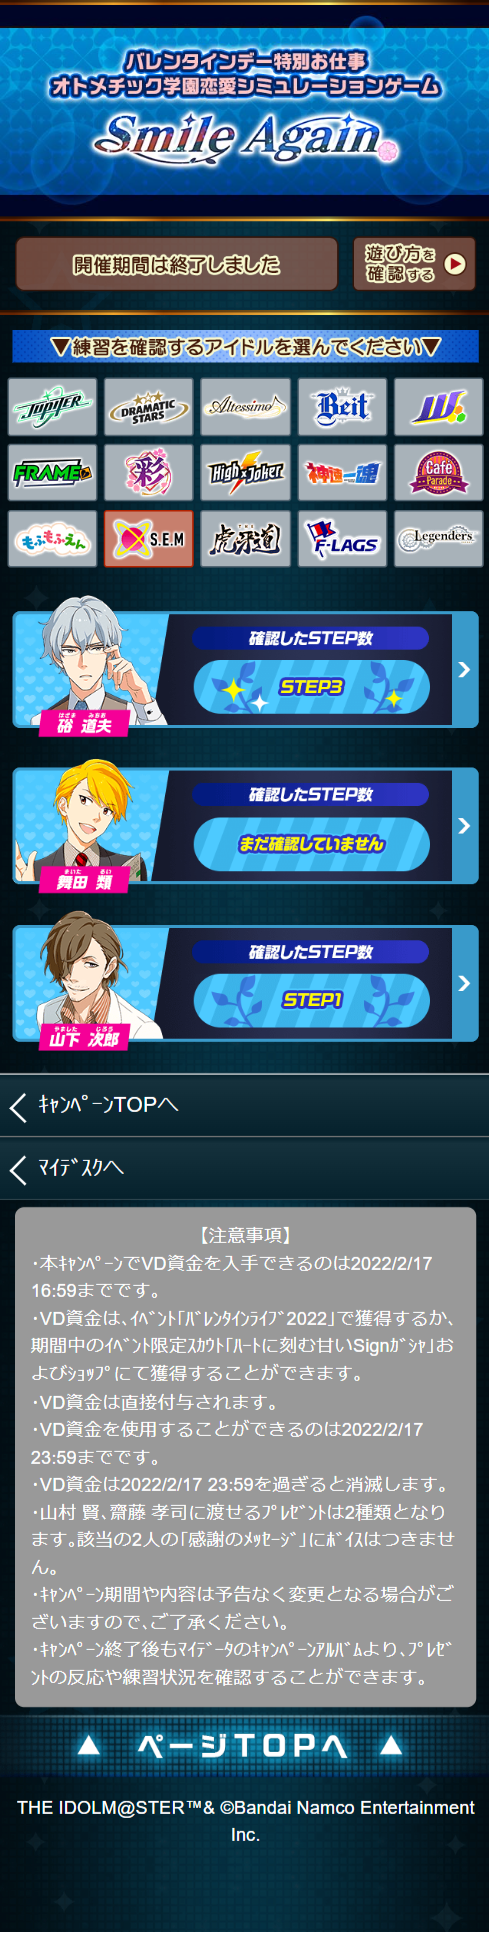 バレンタインデー特別お仕事
オトメチック学園恋愛シミュレーションゲーム
Smile Again
開催期間は終了しました
遊び方を
確認する
▼練習を確認するアイドルを選んでください▼
Jupiter
DRAMATIC STARS
Altessimo
Beit
W
FRAME
彩
High×Joker
神速一魂
Café Parade
もふもふえん
S.E.M
虎牙道
F-LAGS
Legenders
確認したSTEP数
STEP3
はざま みちお
硲 道夫
確認したSTEP数
まだ確認していません
まいた るい
舞田 類
確認したSTEP数
STEP1
やました じろう
山下 次郎
ｷｬﾝﾍﾟｰﾝTOPへ
ﾏｲﾃﾞｽｸへ
【注意事項】
･本ｷｬﾝﾍﾟｰﾝでVD資金を入手できるのは2022/2/17
16:59までです｡
･VD資金は､ｲﾍﾞﾝﾄ｢ﾊﾞﾚﾝﾀｲﾝﾗｲﾌﾞ2022｣で獲得するか､
期間中のｲﾍﾞﾝﾄ限定ｽｶｳﾄ｢ﾊｰﾄに刻む甘いSignｶﾞｼｬ｣お
よびｼｮｯﾌﾟにて獲得することができます｡
･VD資金は直接付与されます｡
･VD資金を使用することができるのは2022/2/17
23:59までです｡
･VD資金は2022/2/17 23:59を過ぎると消滅します｡
･山村 賢､齋藤 孝司に渡せるﾌﾟﾚｾﾞﾝﾄは2種類となり
ます｡該当の2人の｢感謝のﾒｯｾｰｼﾞ｣にﾎﾞｲｽはつきませ
ん｡
･ｷｬﾝﾍﾟｰﾝ期間や内容は予告なく変更となる場合がご
ざいますので､ご了承ください｡
･ｷｬﾝﾍﾟｰﾝ終了後もﾏｲﾃﾞｰﾀのｷｬﾝﾍﾟｰﾝｱﾙﾊﾞﾑより､ﾌﾟﾚｾﾞ
ﾝﾄの反応や練習状況を確認することができます｡
▲ ページTOPへ ▲
THE IDOLM@STER™& ©Bandai Namco Entertainment
Inc.